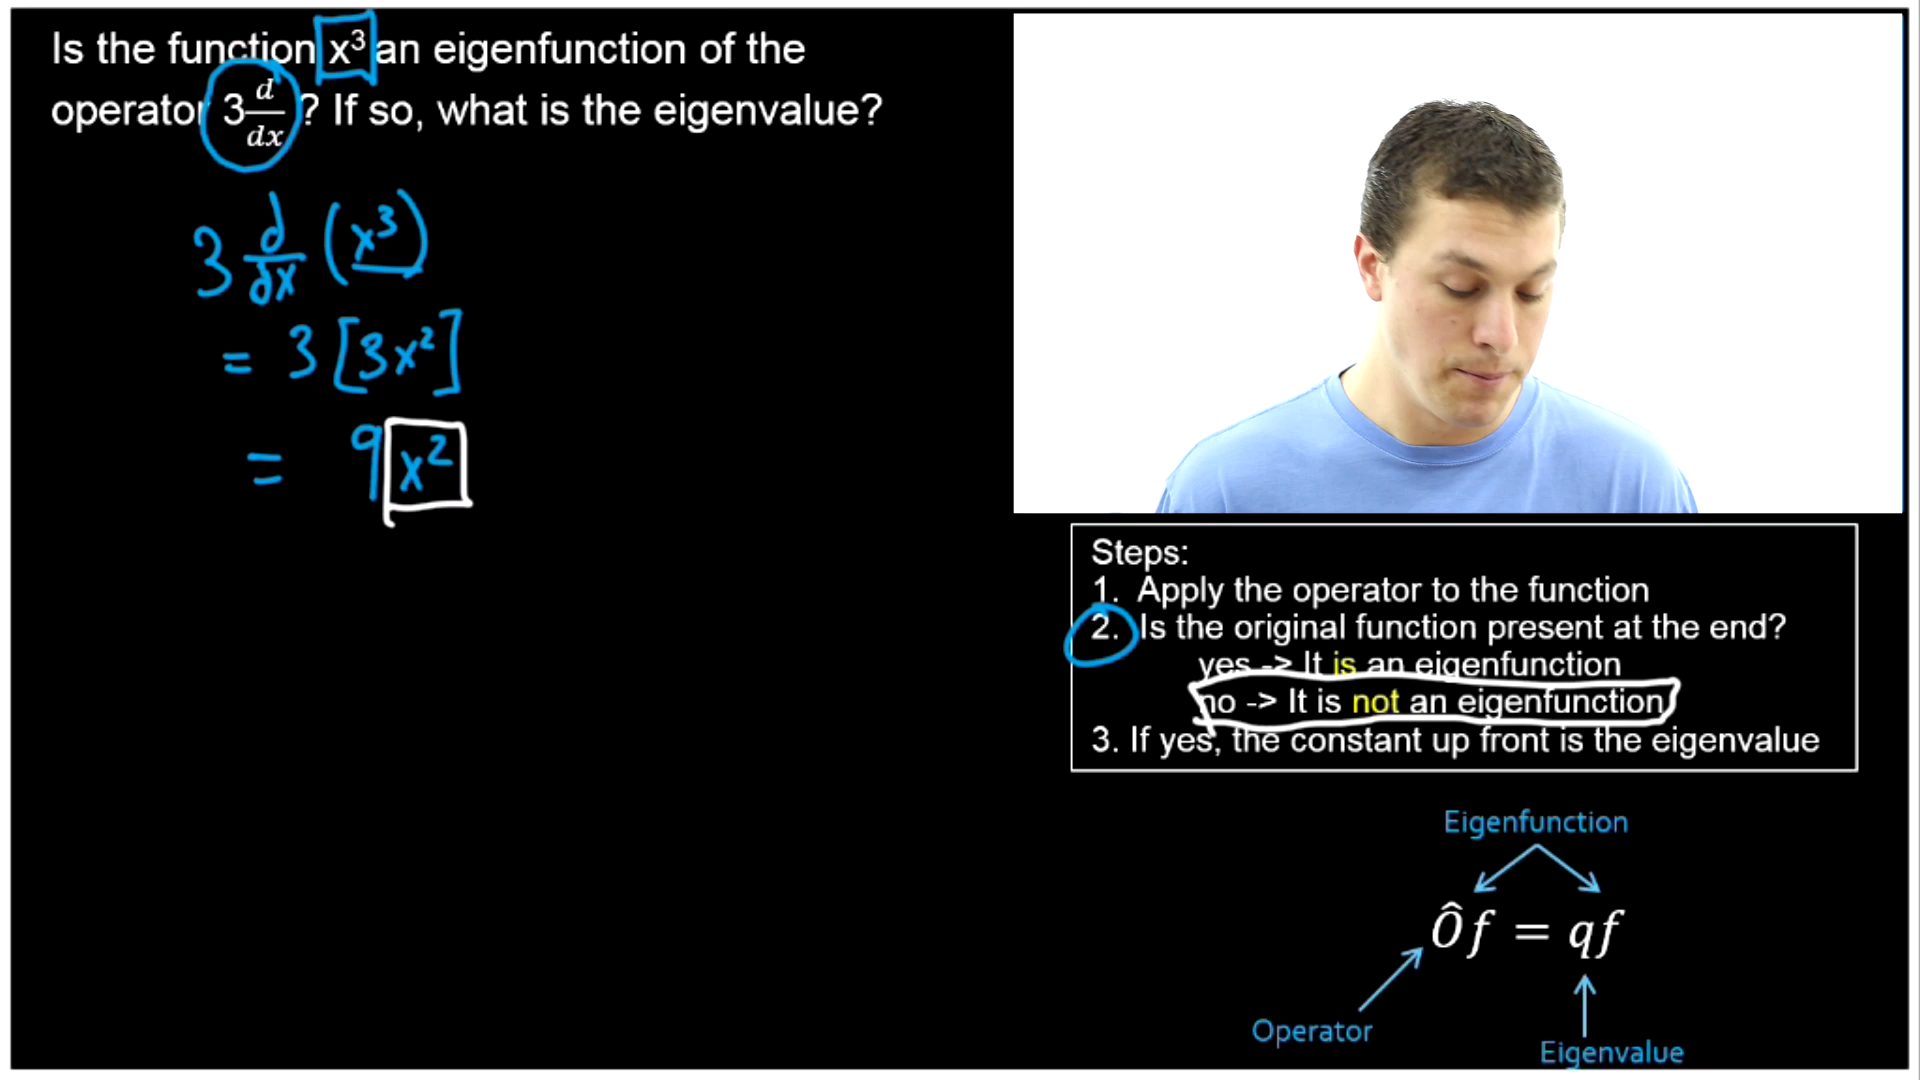 Is the function x³ an eigenfunction of the
operator 3 d/dx ? If so, what is the eigenvalue?
3 d/dx (x³)
= 3 [3x²]
= 9 x²
Steps:
1. Apply the operator to the function
2. Is the original function present at the end?
yes -> It is an eigenfunction
no -> It is not an eigenfunction
3. If yes, the constant up front is the eigenvalue
Eigenfunction
Ôf = qf
Operator
Eigenvalue